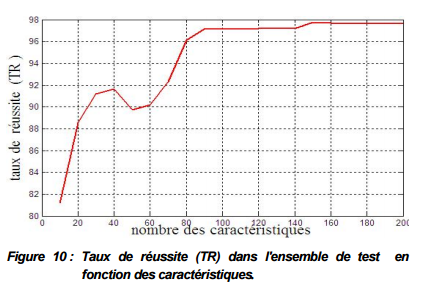 98
96
94
92
90
88
86
84
82
80
taux de réussite (TR )
0 20 40 60 80 100 120 140 160 180 200
nombre des caractéristiques
Figure 10 : Taux de réussite (TR) dans l'ensemble de test en
fonction des caractéristiques.